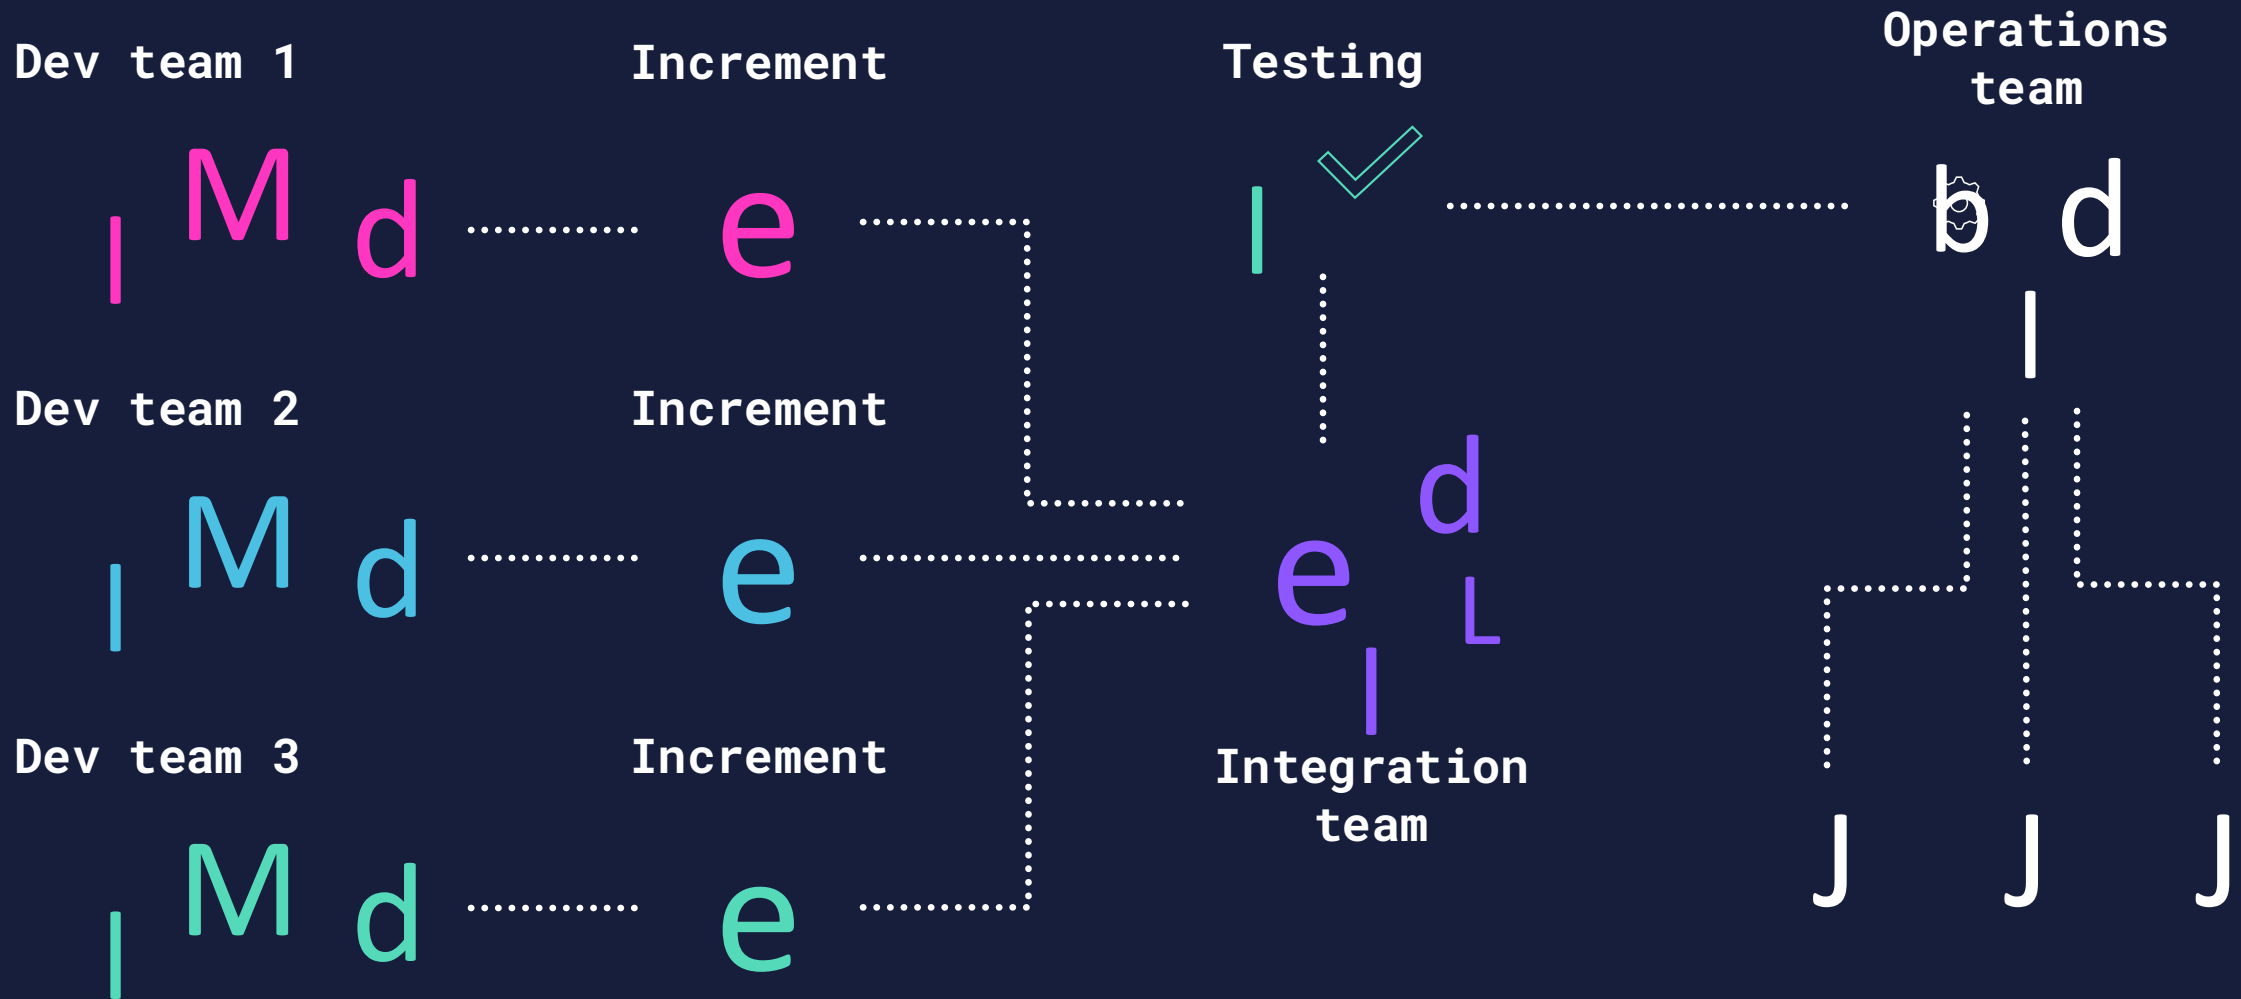 Dev team 1
Increment
Testing
Operations
team
l M d
e
l
b d
l
Dev team 2
Increment
l M d
e
e d
L
l
Dev team 3
Increment
Integration
team
l M d
e
J J J